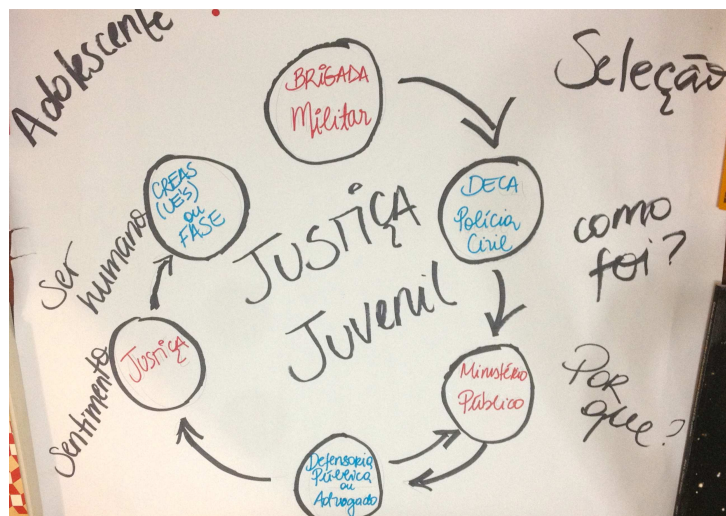 Adolescente
Seleção
BRIGADA
Militar
DECA
Polícia
Civil
CREAS
(UE'S)
ou
FASE
JUSTIÇA
Juvenil
como
foi?
Ser
humano
JUSTIÇA
Sentimento
Ministério
Público
Por
que?
Defensoria
Pública
ou
Advogado